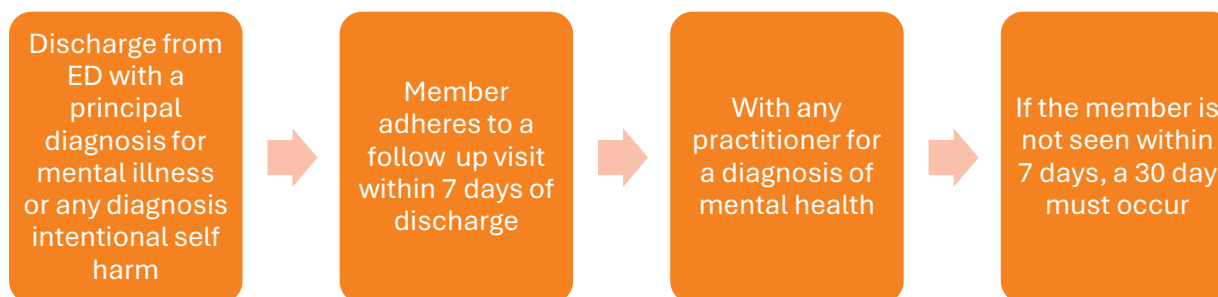 Discharge from
ED with a
principal
diagnosis for
mental illness
or any diagnosis
intentional self
harm
Member
adheres to a
follow up visit
within 7 days of
discharge
With any
practitioner for
a diagnosis of
mental health
If the member is
not seen within
7 days, a 30 day
must occur